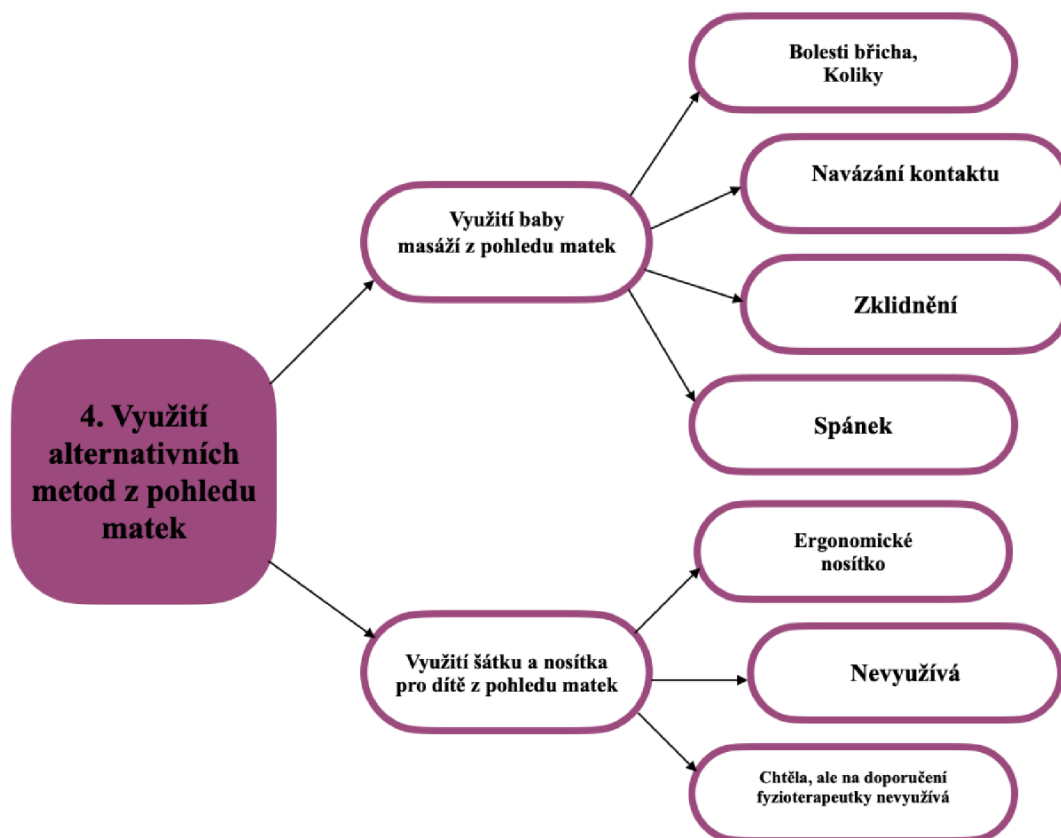 4. Využití
alternativních
metod z pohledu
matek
Využití baby
masáží z pohledu matek
Bolesti břicha,
Koliky
Navázání kontaktu
Zklidnění
Spánek
Využití šátku a nosítka
pro dítě z pohledu matek
Ergonomické
nosítko
Nevyužívá
Chtěla, ale na doporučení
fyzioterapeutky nevyužívá